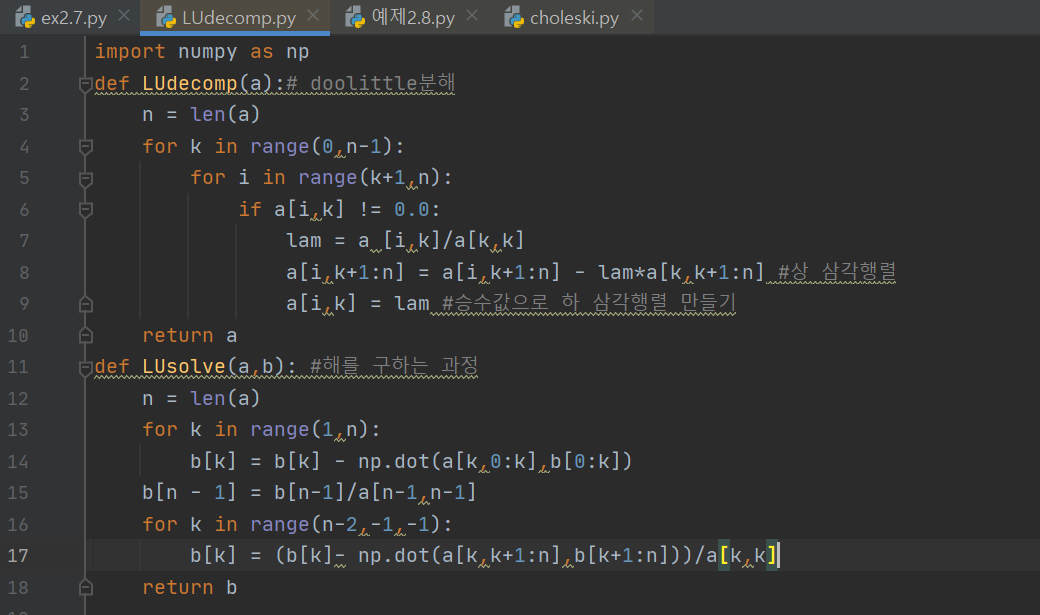 ex2.7.py LUdecomp.py 예제2.8.py choleski.py
1 import numpy as np
2 def LUdecomp(a):# doolittle분해
3 n = len(a)
4 for k in range(0,n-1):
5 for i in range(k+1,n):
6 if a[i,k] != 0.0:
7 lam = a [i,k]/a[k,k]
8 a[i,k+1:n] = a[i,k+1:n] - lam*a[k,k+1:n] #상 삼각행렬
9 a[i,k] = lam #승수값으로 하 삼각행렬 만들기
10 return a
11 def LUsolve(a,b): #해를 구하는 과정
12 n = len(a)
13 for k in range(1,n):
14 b[k] = b[k] - np.dot(a[k,0:k],b[0:k])
15 b[n - 1] = b[n-1]/a[n-1,n-1]
16 for k in range(n-2,-1,-1):
17 b[k] = (b[k]- np.dot(a[k,k+1:n],b[k+1:n]))/a[k,k]
18 return b